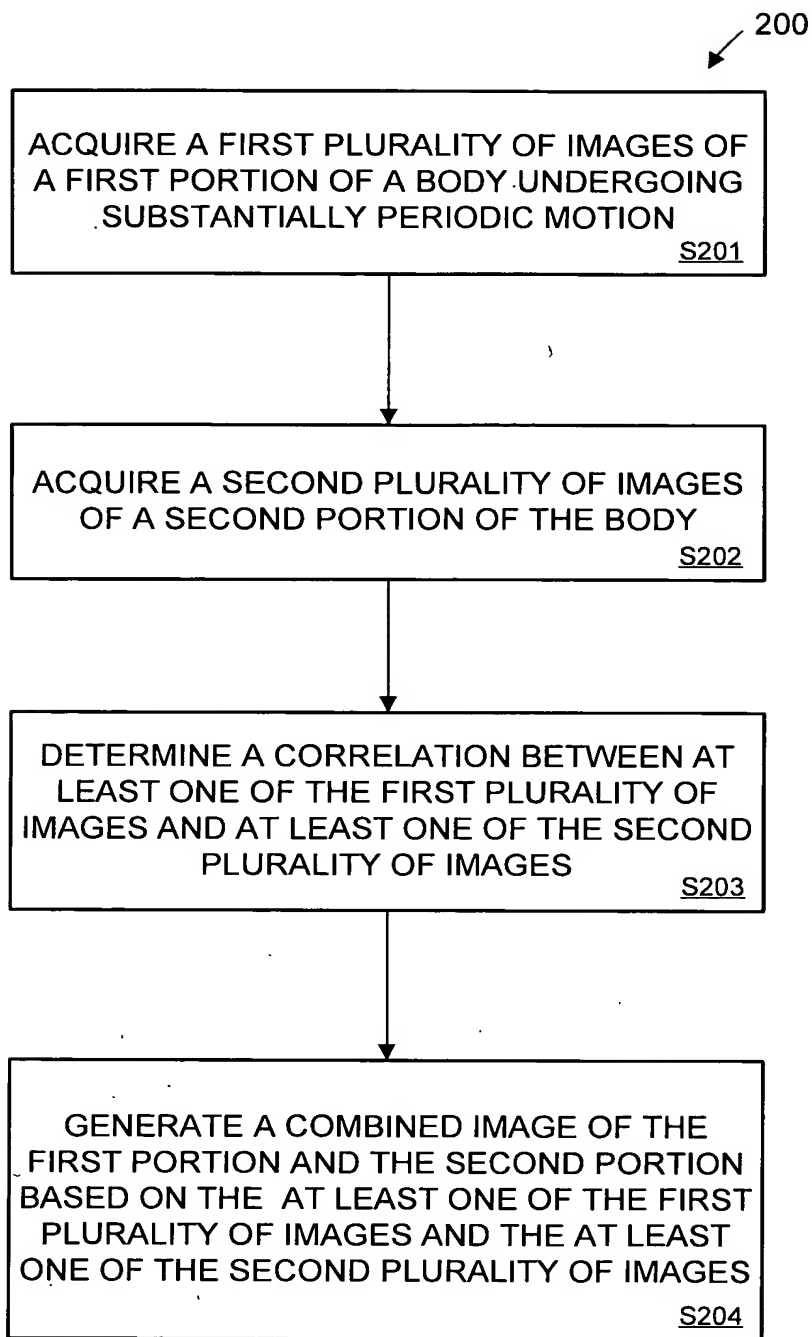 200
ACQUIRE A FIRST PLURALITY OF IMAGES OF
A FIRST PORTION OF A BODY UNDERGOING
SUBSTANTIALLY PERIODIC MOTION
S201
ACQUIRE A SECOND PLURALITY OF IMAGES
OF A SECOND PORTION OF THE BODY
S202
DETERMINE A CORRELATION BETWEEN AT
LEAST ONE OF THE FIRST PLURALITY OF
IMAGES AND AT LEAST ONE OF THE SECOND
PLURALITY OF IMAGES
S203
GENERATE A COMBINED IMAGE OF THE
FIRST PORTION AND THE SECOND PORTION
BASED ON THE AT LEAST ONE OF THE FIRST
PLURALITY OF IMAGES AND THE AT LEAST
ONE OF THE SECOND PLURALITY OF IMAGES
S204